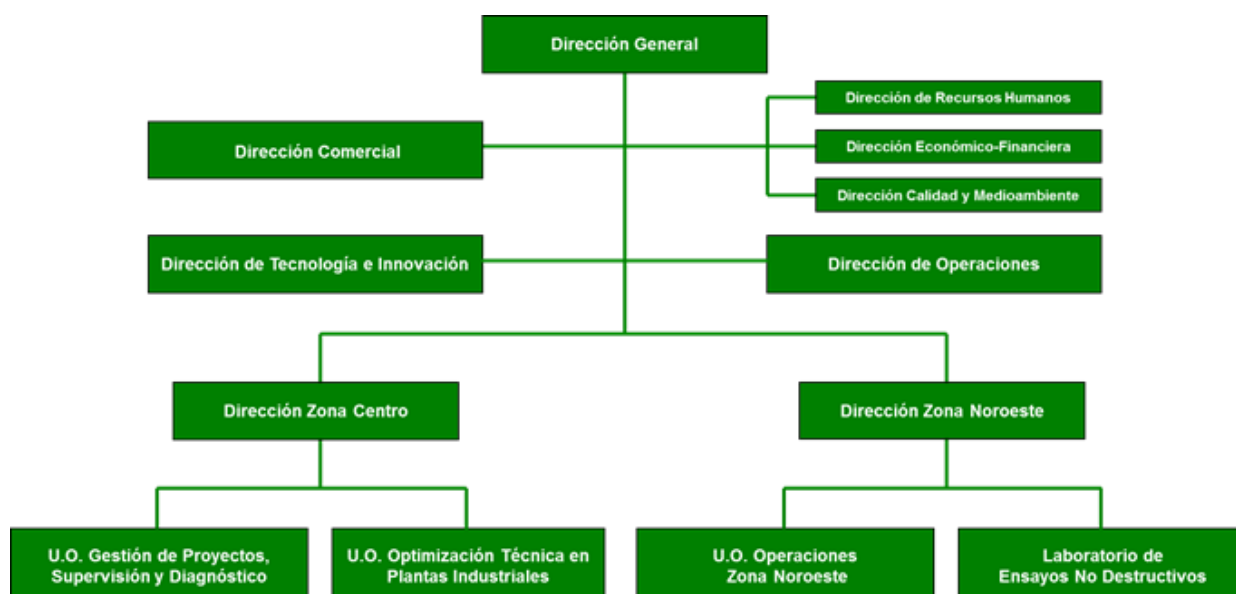 Dirección General
Dirección de Recursos Humanos
Dirección Comercial
Dirección Económico-Financiera
Dirección Calidad y Medioambiente
Dirección de Tecnología e Innovación
Dirección de Operaciones
Dirección Zona Centro
Dirección Zona Noroeste
U.O. Gestión de Proyectos,
Supervisión y Diagnóstico
U.O. Optimización Técnica en
Plantas Industriales
U.O. Operaciones
Zona Noroeste
Laboratorio de
Ensayos No Destructivos